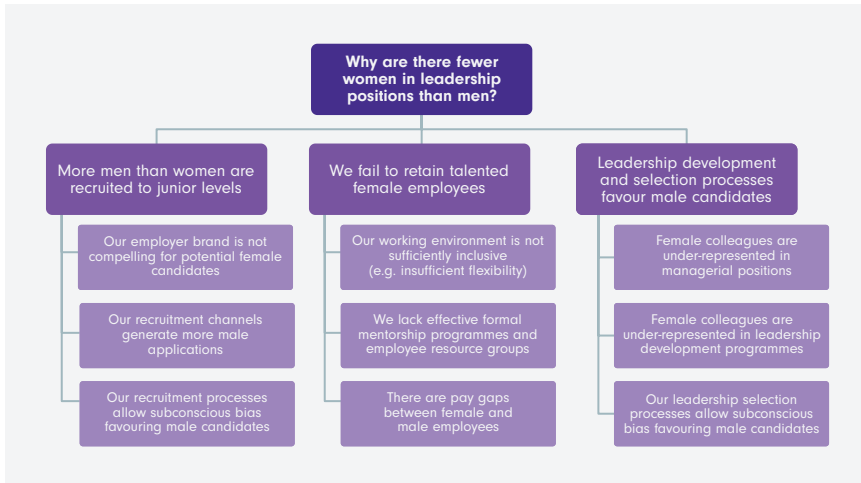 Why are there fewer
women in leadership
positions than men?
More men than women are
recruited to junior levels
Our employer brand is not
compelling for potential female
candidates
Our recruitment channels
generate more male
applications
Our recruitment processes
allow subconscious bias
favouring male candidates
We fail to retain talented
female employees
Our working environment is not
sufficiently inclusive
(e.g. insufficient flexibility)
We lack effective formal
mentorship programmes and
employee resource groups
There are pay gaps
between female and
male employees
Leadership development
and selection processes
favour male candidates
Female colleagues are
under-represented in
managerial positions
Female colleagues are
under-represented in leadership
development programmes
Our leadership selection
processes allow subconscious
bias favouring male candidates